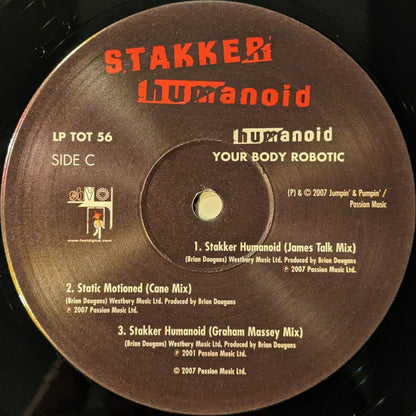 STAKKER
humanoid
LP TOT 56
SIDE C
humanoid
YOUR BODY ROBOTIC
(P) & © 2007 Jumpin' & Pumpin' /
Passion Music
1. Stakker Humanoid (James Talk Mix)
(Brian Dougans) Westbury Music Ltd. Produced by Brian Dougans
℗ 2007 Passion Music Ltd.
2. Static Motioned (Cane Mix)
(Brian Dougans) Westbury Music Ltd. Produced by Brian Dougans
℗ 2007 Passion Music Ltd.
3. Stakker Humanoid (Graham Massey Mix)
(Brian Dougans) Westbury Music Ltd. Produced by Brian Dougans
℗ 2001 Passion Music Ltd.
© 2007 Passion Music Ltd.